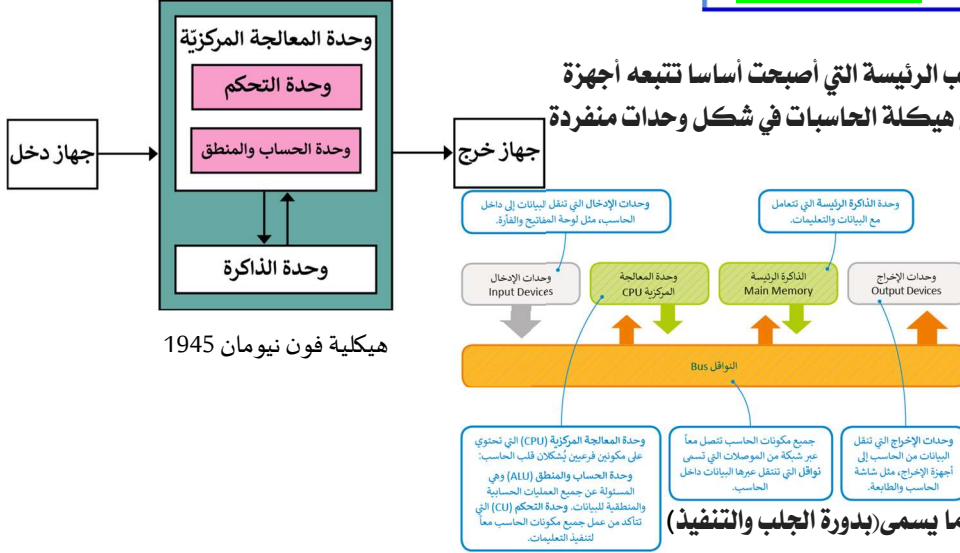 ب الرئيسة التي أصبحت أساسا تتبعه أجهزة
هيكلة الحاسبات في شكل وحدات منفردة
وحدة المعالجة المركزيّة
وحدة التحكم
وحدة الحساب والمنطق
جهاز دخل
جهاز خرج
وحدة الذاكرة
هيكلية فون نيومان 1945
وحدة الذاكرة الرئيسة التي تتعامل
مع البيانات والتعليمات.
وحدات الإدخال التي تنقل البيانات إلى داخل
الحاسب، مثل لوحة المفاتيح والفأرة.
وحدات الإخراج
Output Devices
الذاكرة الرئيسة
Main Memory
وحدة المعالجة
المركزية CPU
وحدات الإدخال
Input Devices
النواقل Bus
وحدات الإخراج التي تنقل
البيانات من الحاسب إلى
أجهزة الإخراج، مثل شاشة
الحاسب والطابعة.
جميع مكونات الحاسب تتصل معاً
عبر شبكة من الموصلات التي تسمى
نواقل التي تنتقل عبرها البيانات داخل
الحاسب.
وحدة المعالجة المركزية (CPU) التي تحتوي
على مكونين فرعيين يُشكلان قلب الحاسب:
وحدة الحساب والمنطق (ALU) وهي
المسئولة عن جميع العمليات الحسابية
والمنطقية للبيانات. وحدة التحكم (CU) التي
تتأكد من عمل جميع مكونات الحاسب معاً
لتنفيذ التعليمات.
ما يسمى(بدورة الجلب والتنفيذ)